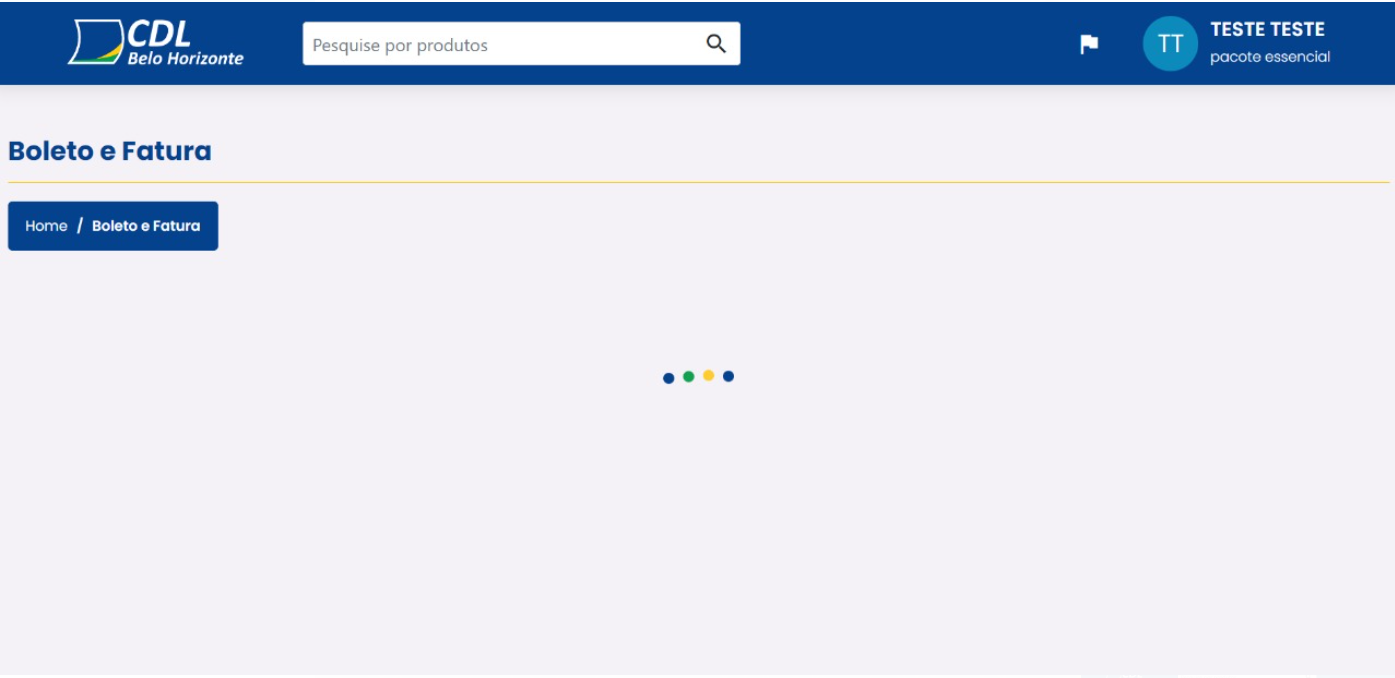 CDL
Belo Horizonte
Pesquise por produtos
TT
TESTE TESTE
pacote essencial
Boleto e Fatura
Home / Boleto e Fatura